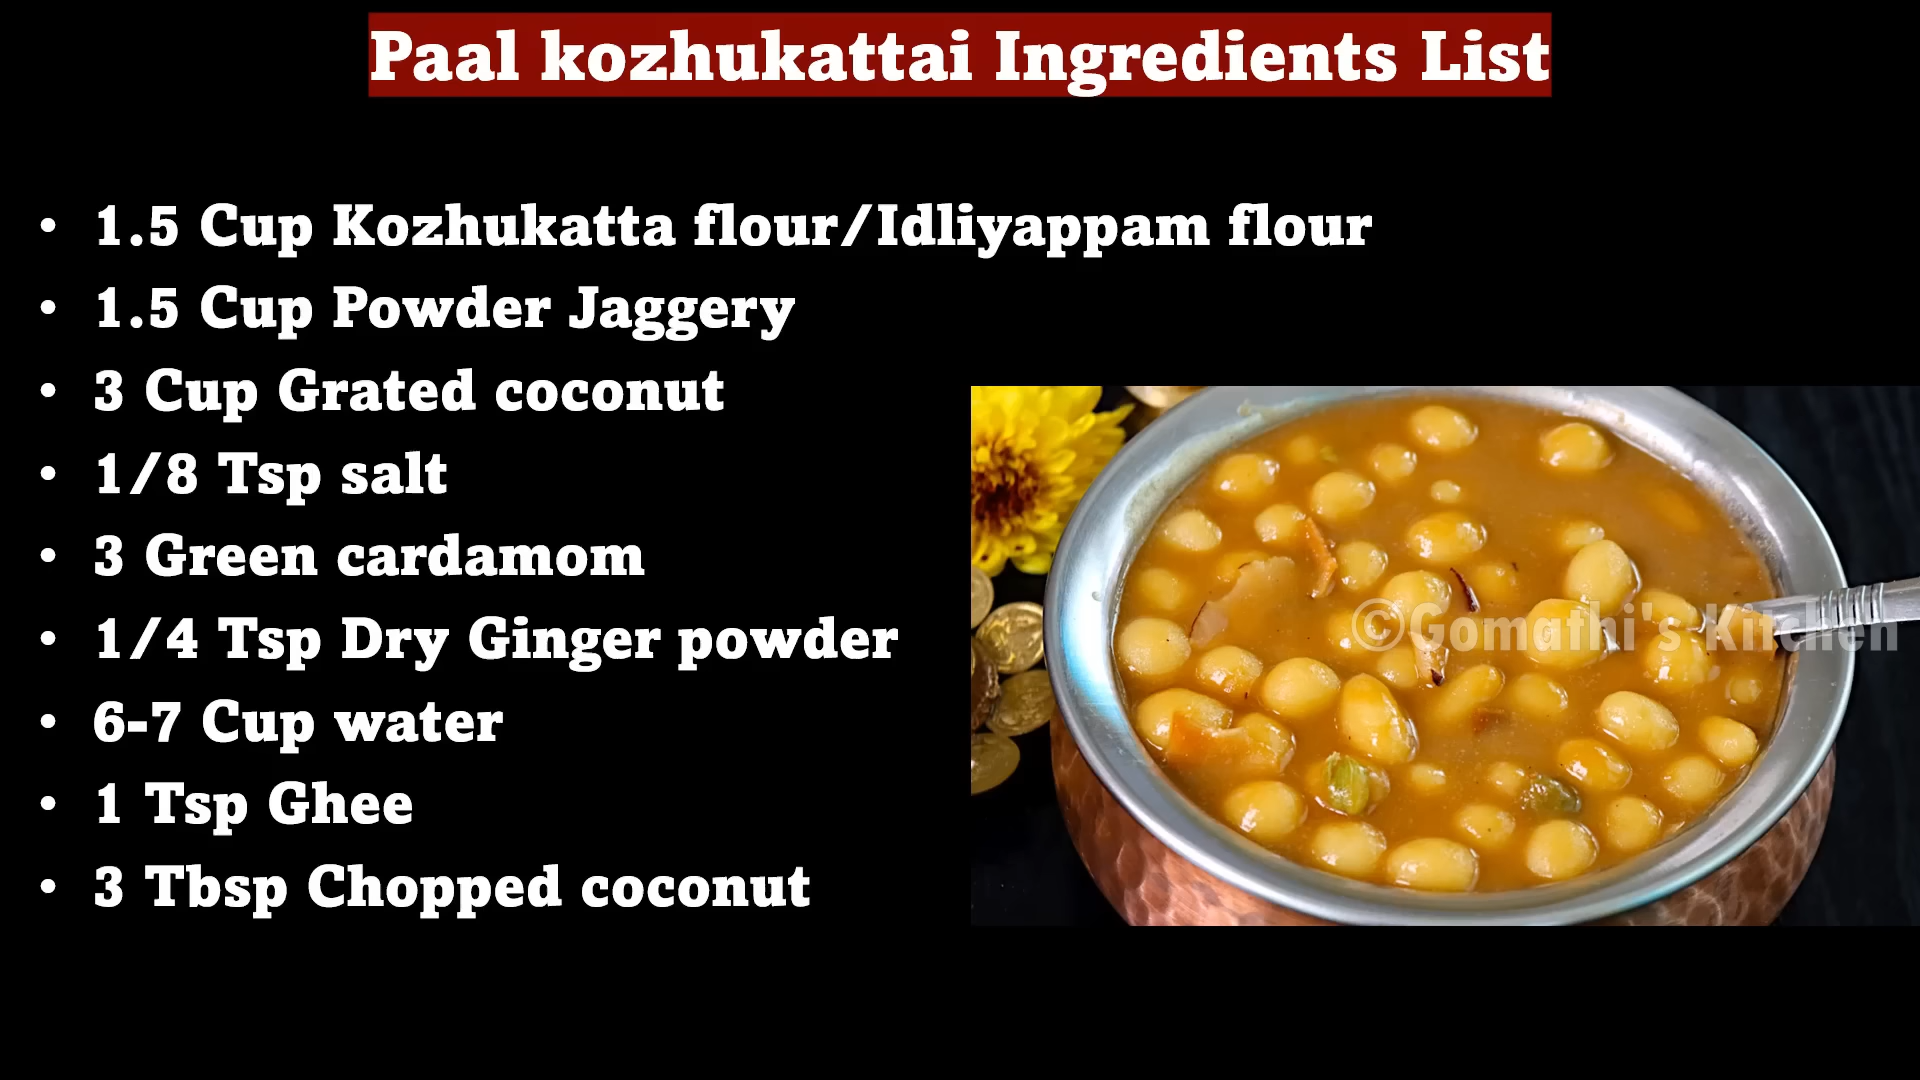 Paal kozhukattai Ingredients List
• 1.5 Cup Kozhukatta flour/Idliyappam flour
• 1.5 Cup Powder Jaggery
• 3 Cup Grated coconut
• 1/8 Tsp salt
• 3 Green cardamom
• 1/4 Tsp Dry Ginger powder
• 6-7 Cup water
• 1 Tsp Ghee
• 3 Tbsp Chopped coconut
©Gomathi's Kitchen